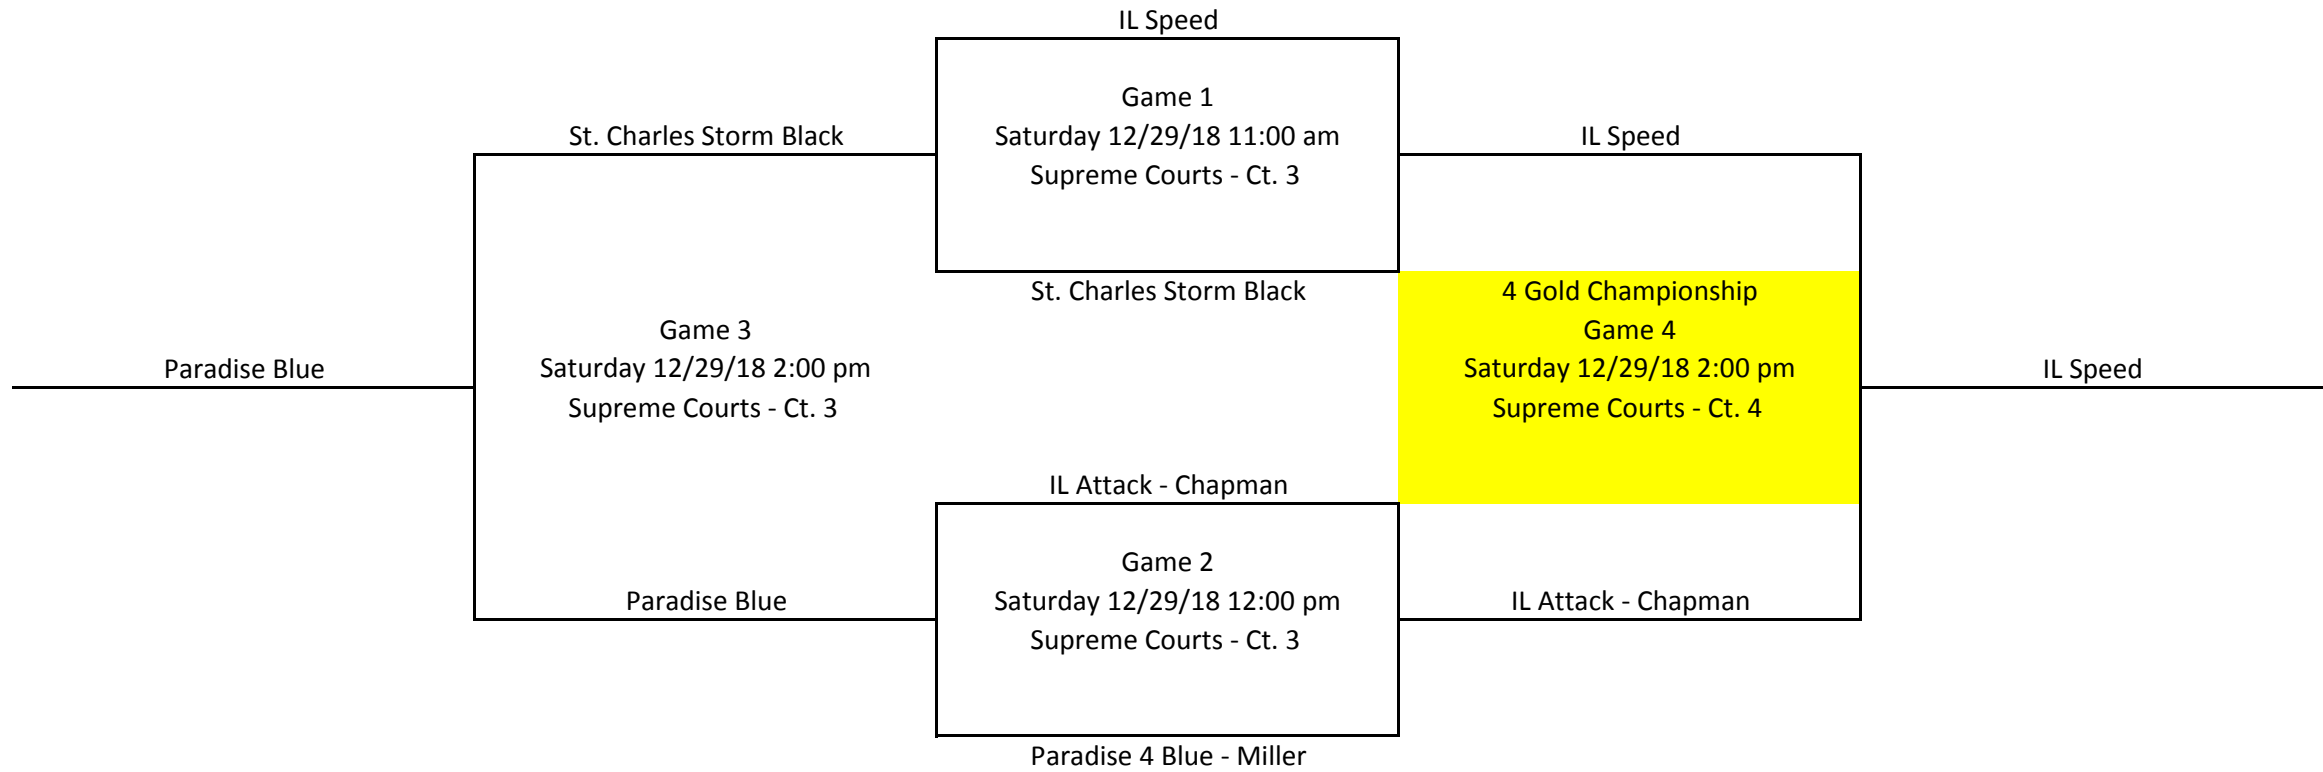 IL Speed
Game 1
St. Charles Storm Black
Saturday 12/29/18 11:00 am
IL Speed
Supreme Courts - Ct. 3
St. Charles Storm Black
4 Gold Championship
Game 3
Game 4
Paradise Blue
Saturday 12/29/18 2:00 pm
Saturday 12/29/18 2:00 pm
IL Speed
Supreme Courts - Ct. 3
Supreme Courts - Ct. 4
IL Attack - Chapman
Game 2
Paradise Blue
Saturday 12/29/18 12:00 pm
IL Attack - Chapman
Supreme Courts - Ct. 3
Paradise 4 Blue - Miller